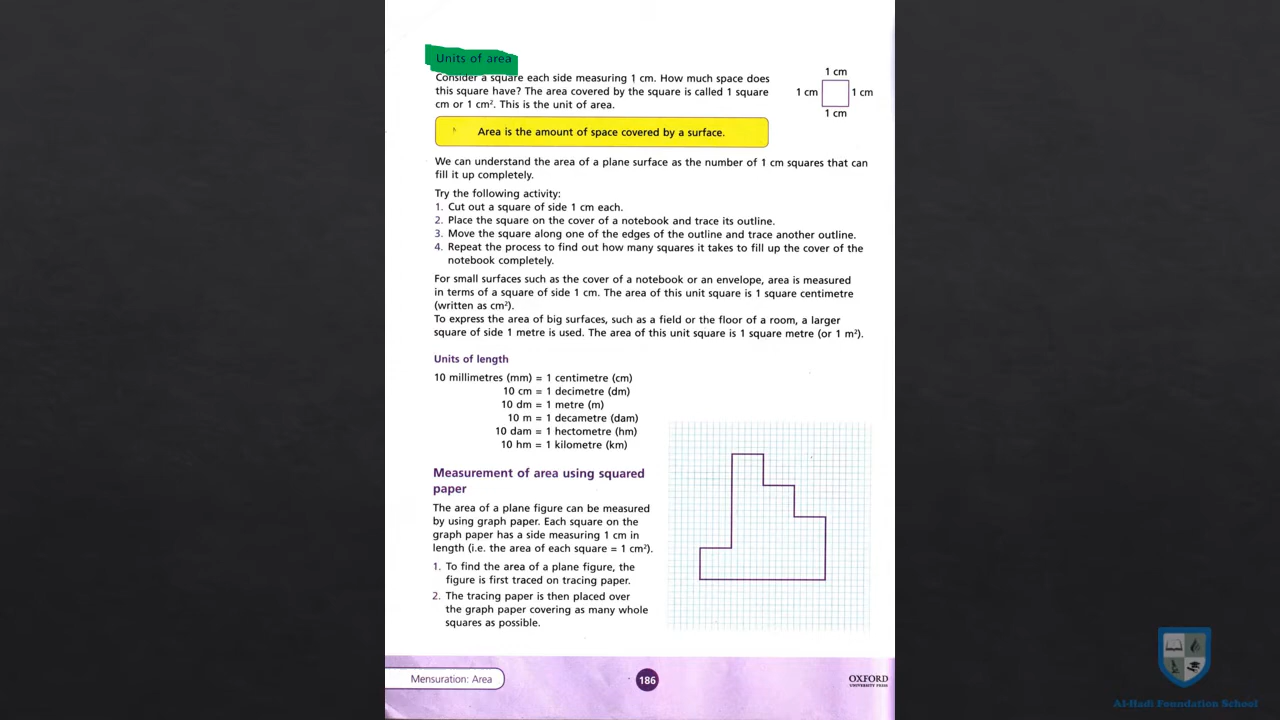 Units of area
Consider a square each side measuring 1 cm. How much space does
this square have? The area covered by the square is called 1 square
cm or 1 cm². This is the unit of area.
1 cm
1 cm
1 cm
1 cm
Area is the amount of space covered by a surface.
We can understand the area of a plane surface as the number of 1 cm squares that can
fill it up completely.
Try the following activity:
1. Cut out a square of side 1 cm each.
2. Place the square on the cover of a notebook and trace its outline.
3. Move the square along one of the edges of the outline and trace another outline.
4. Repeat the process to find out how many squares it takes to fill up the cover of the
notebook completely.
For small surfaces such as the cover of a notebook or an envelope, area is measured
in terms of a square of side 1 cm. The area of this unit square is 1 square centimetre
(written as cm²).
To express the area of big surfaces, such as a field or the floor of a room, a larger
square of side 1 metre is used. The area of this unit square is 1 square metre (or 1 m²).
Units of length
10 millimetres (mm) = 1 centimetre (cm)
10 cm = 1 decimetre (dm)
10 dm = 1 metre (m)
10 m = 1 decametre (dam)
10 dam = 1 hectometre (hm)
10 hm = 1 kilometre (km)
Measurement of area using squared
paper
The area of a plane figure can be measured
by using graph paper. Each square on the
graph paper has a side measuring 1 cm in
length (i.e. the area of each square = 1 cm²).
1. To find the area of a plane figure, the
figure is first traced on tracing paper.
2. The tracing paper is then placed over
the graph paper covering as many whole
squares as possible.
Mensuration: Area
186
OXFORD
UNIVERSITY PRESS
Al-Hadi Foundation School